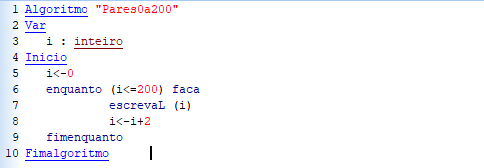 1 Algoritmo "Pares0a200"
2 Var
3 i : inteiro
4 Inicio
5 i<-0
6 enquanto (i<=200) faca
7 escrevaL (i)
8 i<-i+2
9 fimenquanto
10 Fimalgoritmo